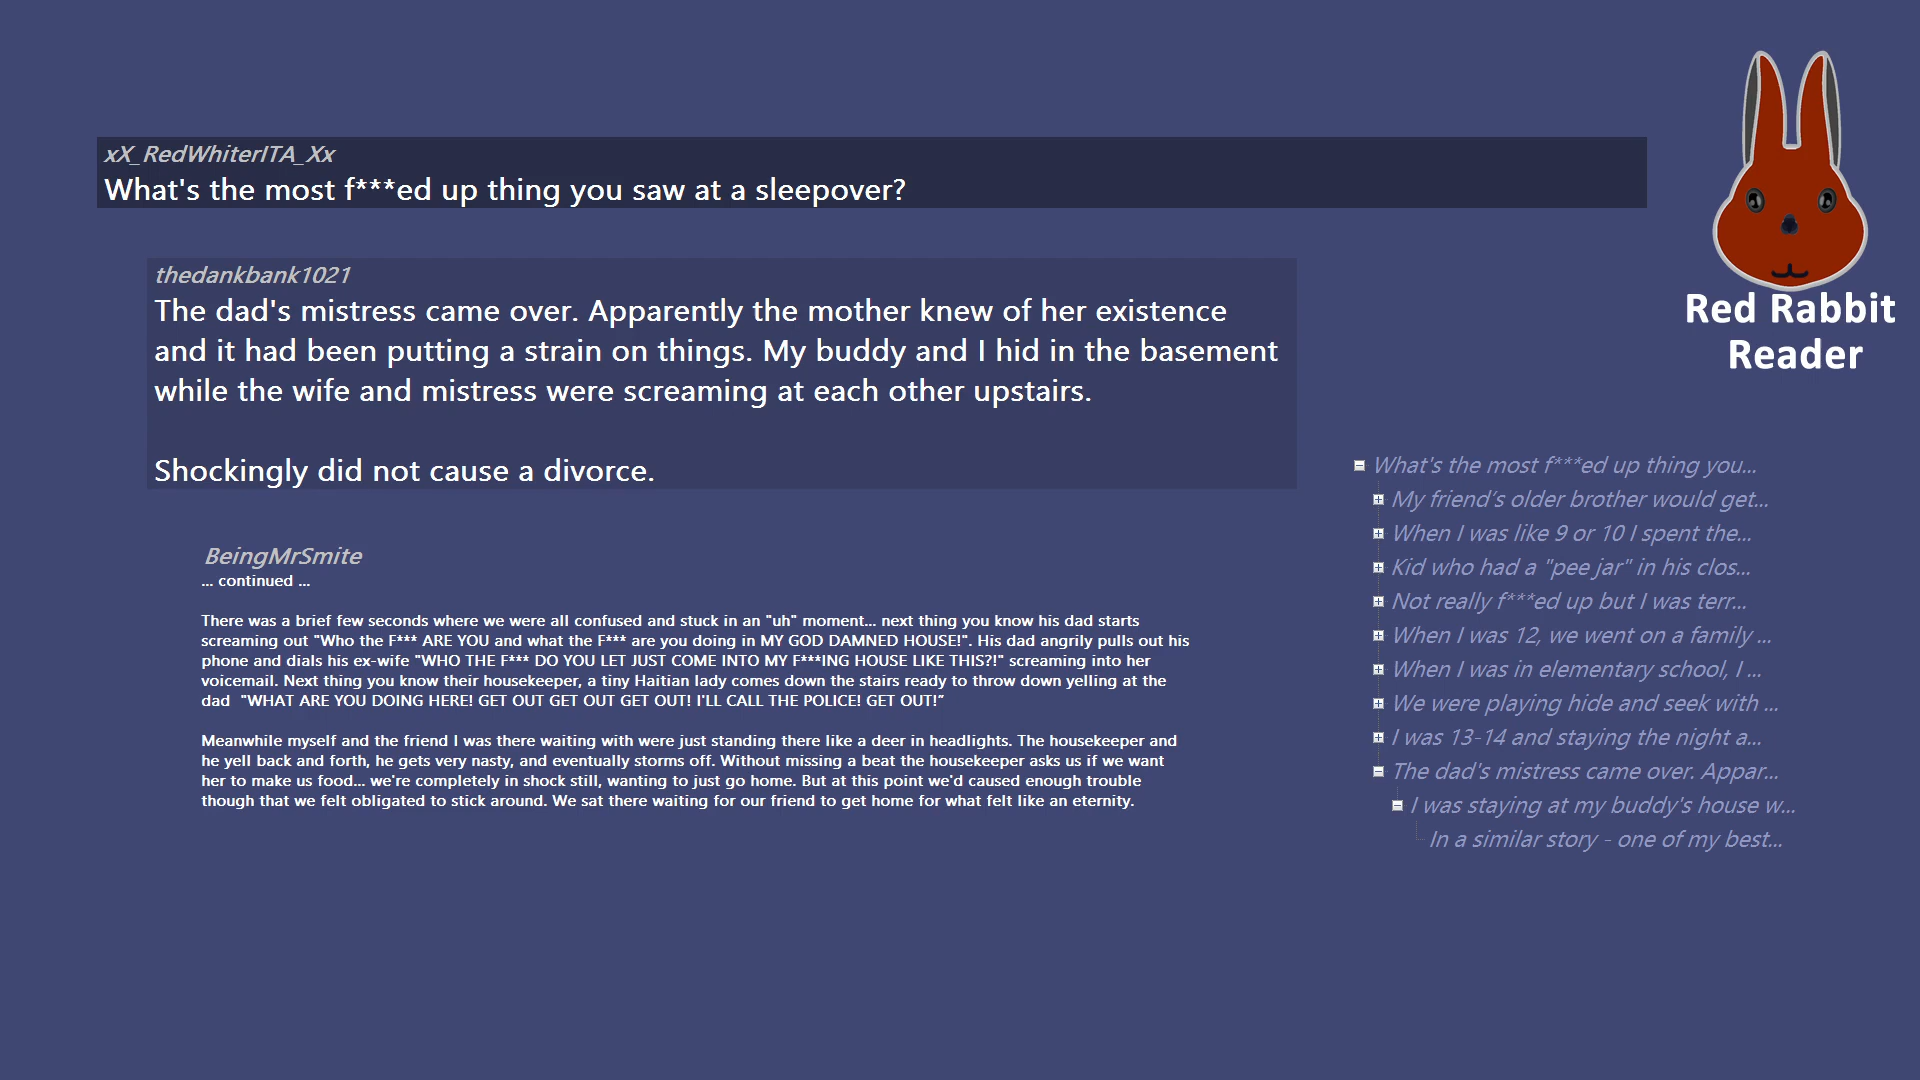 xX_RedWhiterITA_Xx
What's the most f***ed up thing you saw at a sleepover?
thedankbank1021
The dad's mistress came over. Apparently the mother knew of her existence
and it had been putting a strain on things. My buddy and I hid in the basement
while the wife and mistress were screaming at each other upstairs.
Shockingly did not cause a divorce.
BeingMrSmite
... continued ...
There was a brief few seconds where we were all confused and stuck in an "uh" moment... next thing you know his dad starts
screaming out "Who the F*** ARE YOU and what the F*** are you doing in MY GOD DAMNED HOUSE!". His dad angrily pulls out his
phone and dials his ex-wife "WHO THE F*** DO YOU LET JUST COME INTO MY F***ING HOUSE LIKE THIS?!" screaming into her
voicemail. Next thing you know their housekeeper, a tiny Haitian lady comes down the stairs ready to throw down yelling at the
dad  "WHAT ARE YOU DOING HERE! GET OUT GET OUT GET OUT! I'LL CALL THE POLICE! GET OUT!”
Meanwhile myself and the friend I was there waiting with were just standing there like a deer in headlights. The housekeeper and
he yell back and forth, he gets very nasty, and eventually storms off. Without missing a beat the housekeeper asks us if we want
her to make us food... we're completely in shock still, wanting to just go home. But at this point we'd caused enough trouble
though that we felt obligated to stick around. We sat there waiting for our friend to get home for what felt like an eternity.
Red Rabbit
Reader
What's the most f***ed up thing you...
My friend’s older brother would get...
When I was like 9 or 10 I spent the...
Kid who had a "pee jar" in his clos...
Not really f***ed up but I was terr...
When I was 12, we went on a family ...
When I was in elementary school, I ...
We were playing hide and seek with ...
I was 13-14 and staying the night a...
The dad's mistress came over. Appar...
I was staying at my buddy's house w...
In a similar story - one of my best...